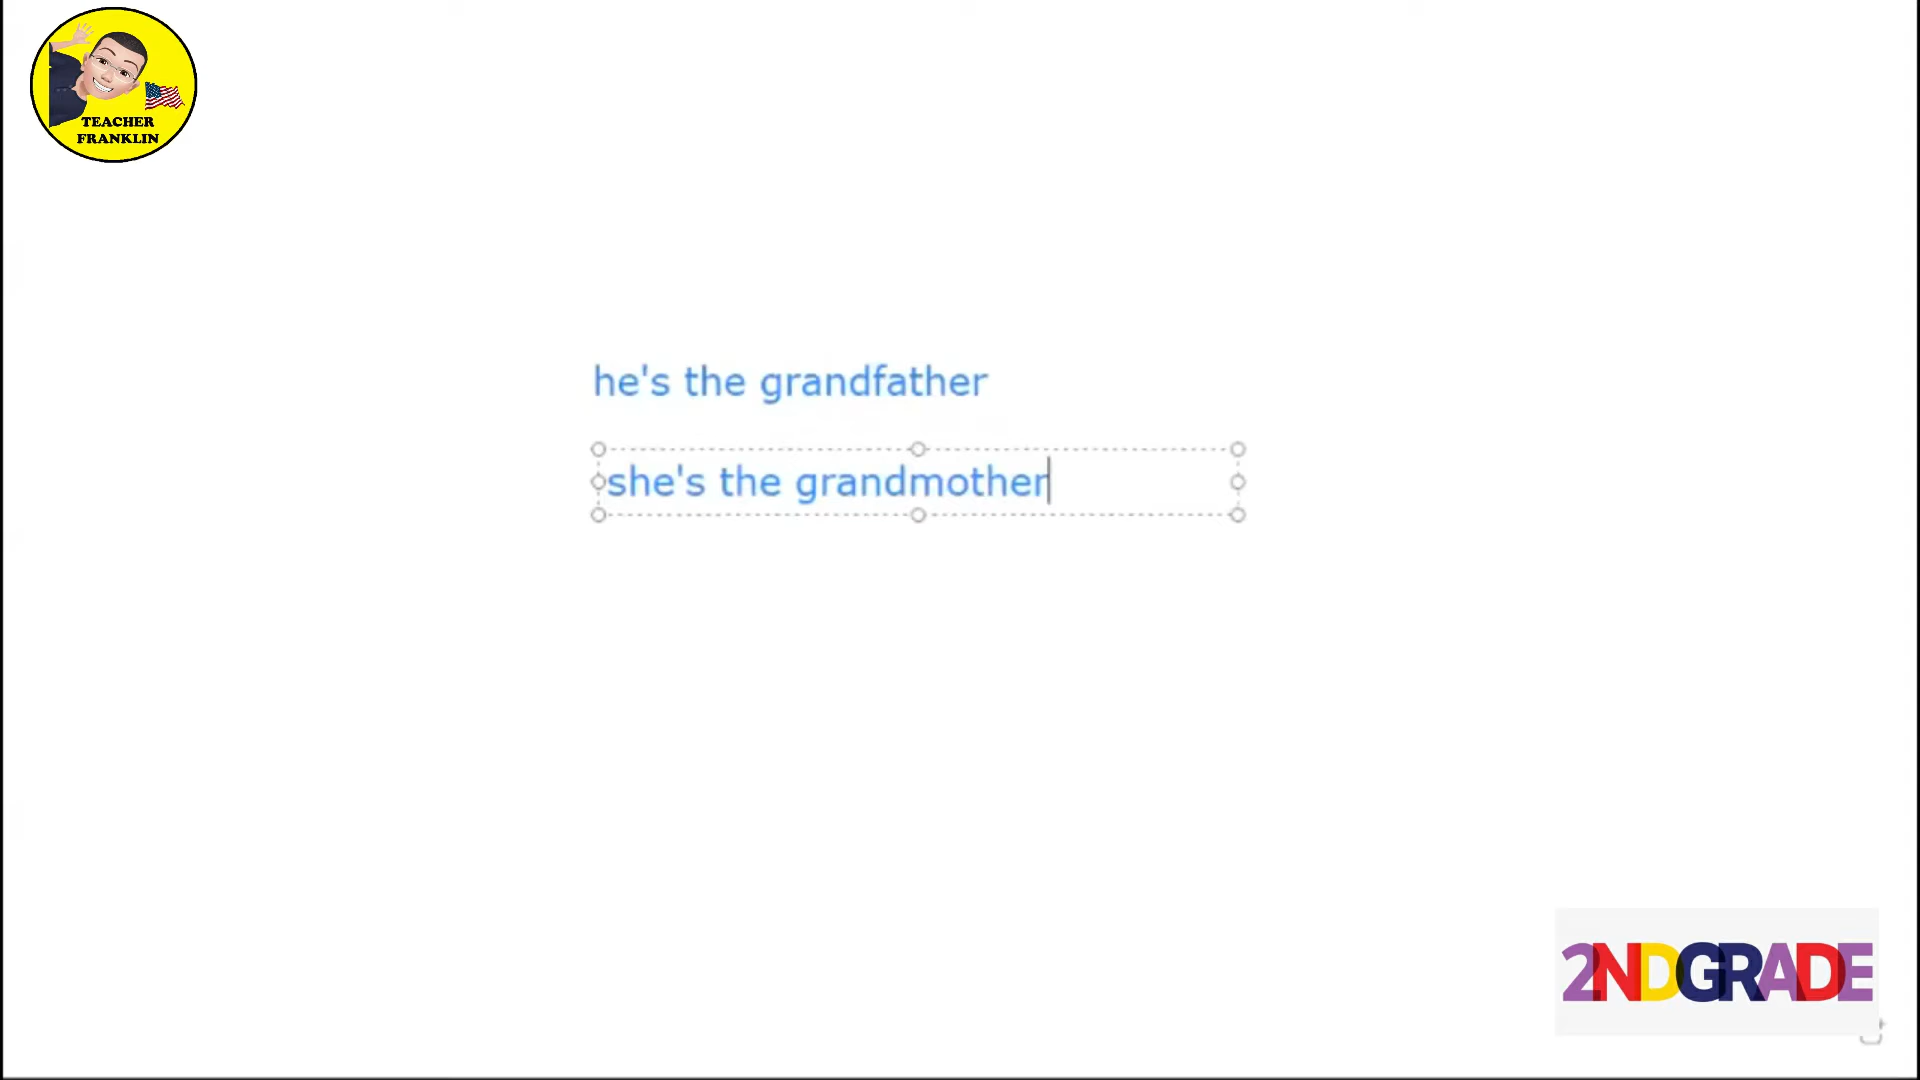 TEACHER
FRANKLIN
he's the grandfather
she's the grandmother
2NDGRADE